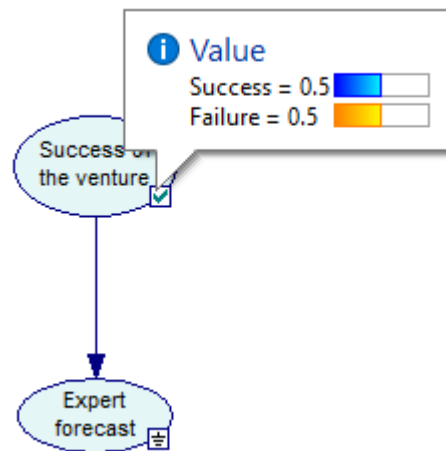 Value
Success = 0.5
Failure = 0.5
Success of
the venture
Expert
forecast